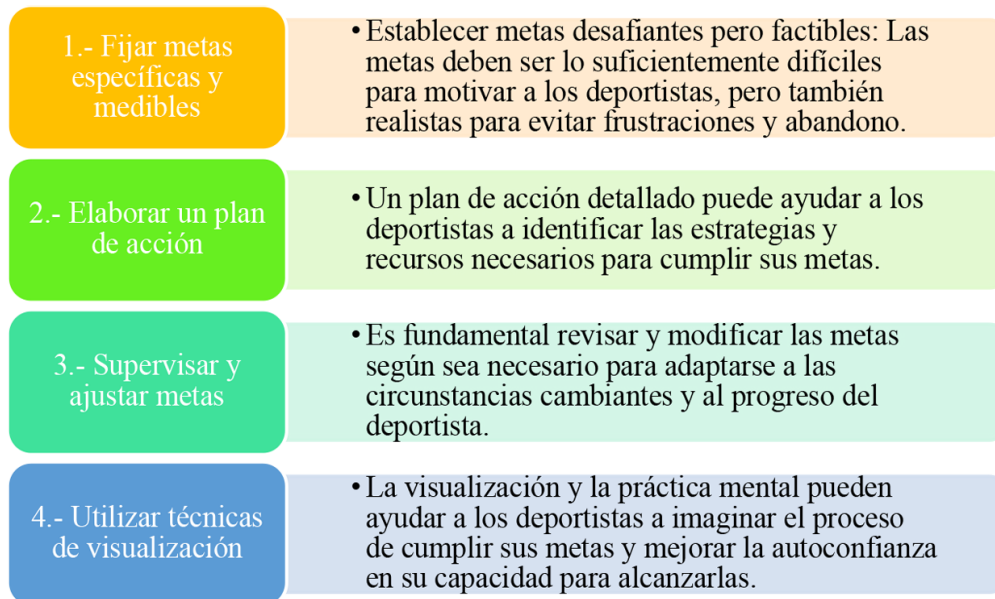 1.- Fijar metas
específicas y
medibles
• Establecer metas desafiantes pero factibles: Las
metas deben ser lo suficientemente difíciles
para motivar a los deportistas, pero también
realistas para evitar frustraciones y abandono.
2.- Elaborar un plan
de acción
• Un plan de acción detallado puede ayudar a los
deportistas a identificar las estrategias y
recursos necesarios para cumplir sus metas.
3.- Supervisar y
ajustar metas
• Es fundamental revisar y modificar las metas
según sea necesario para adaptarse a las
circunstancias cambiantes y al progreso del
deportista.
4.- Utilizar técnicas
de visualización
• La visualización y la práctica mental pueden
ayudar a los deportistas a imaginar el proceso
de cumplir sus metas y mejorar la autoconfianza
en su capacidad para alcanzarlas.